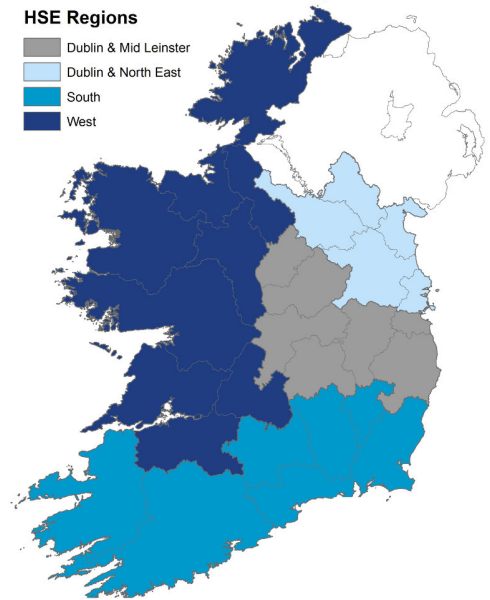 HSE Regions
Dublin & Mid Leinster
Dublin & North East
South
West